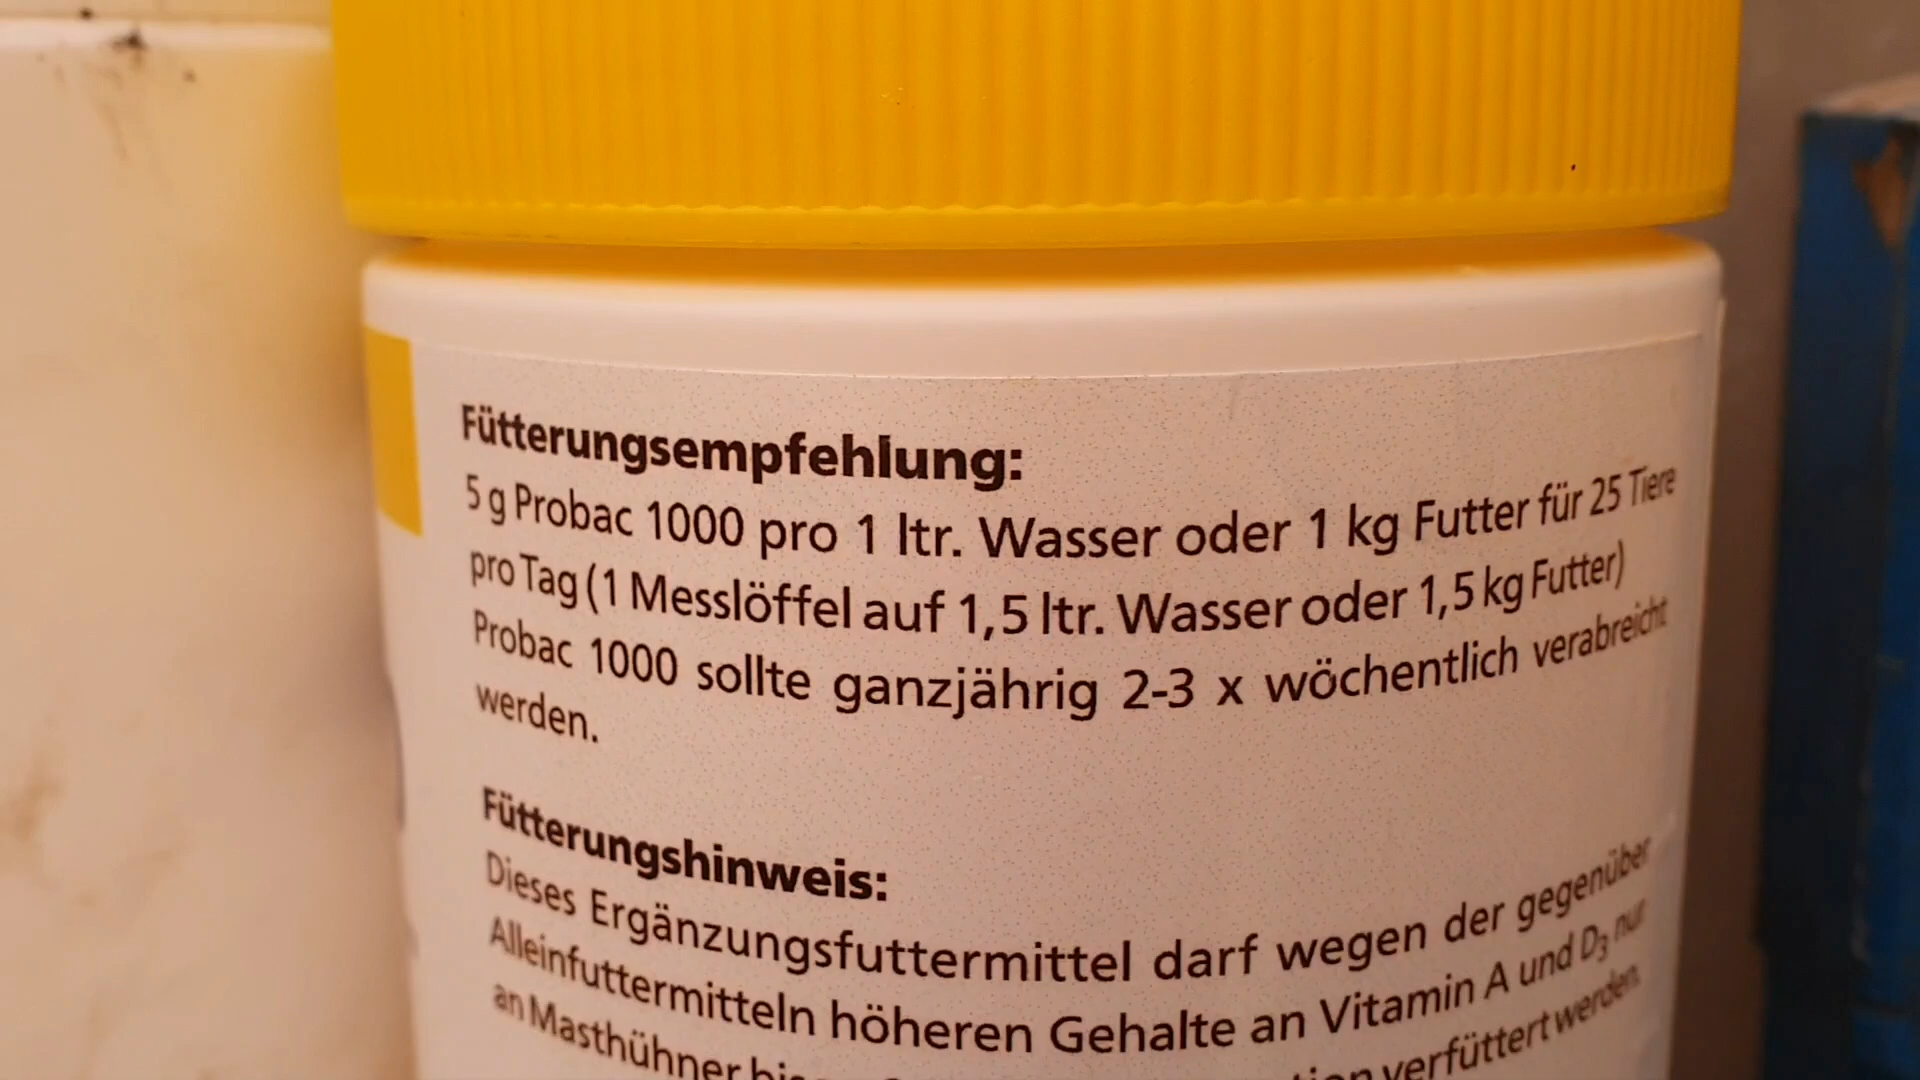 Fütterungsempfehlung:
5 g Probac 1000 pro 1 ltr. Wasser oder 1 kg Futter für 25 Tiere
pro Tag (1 Messlöffel auf 1,5 ltr. Wasser oder 1,5 kg Futter)
Probac 1000 sollte ganzjährig 2-3 x wöchentlich verabreicht
werden.
Fütterungshinweis:
Dieses Ergänzungsfuttermittel darf wegen der gegenüber
Alleinfuttermitteln höheren Gehalte an Vitamin A und D₃ nur
an Masthühner verfüttert werden.